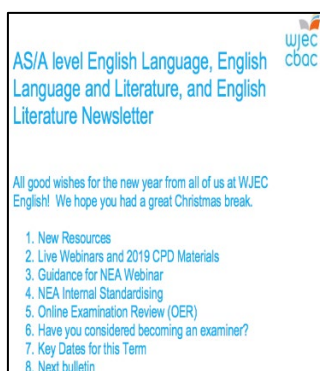 wjec
cbac
AS/A level English Language, English
Language and Literature, and English
Literature Newsletter
All good wishes for the new year from all of us at WJEC
English! We hope you had a great Christmas break.
1. New Resources
2. Live Webinars and 2019 CPD Materials
3. Guidance for NEA Webinar
4. NEA Internal Standardising
5. Online Examination Review (OER)
6. Have you considered becoming an examiner?
7. Key Dates for this Term
8. Next bulletin